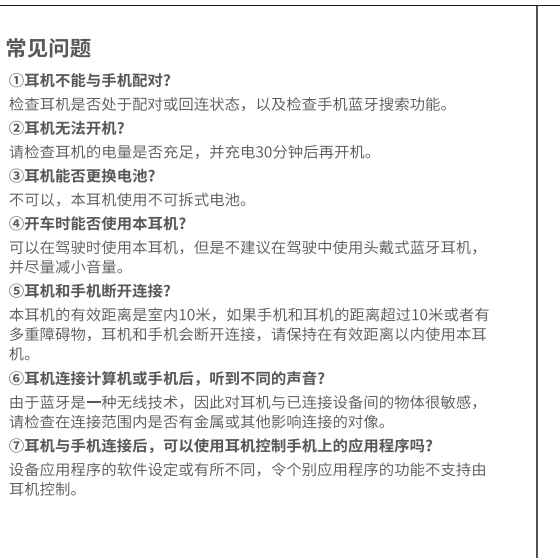 常见问题
①耳机不能与手机配对?
检查耳机是否处于配对或回连状态，以及检查手机蓝牙搜索功能。
②耳机无法开机?
请检查耳机的电量是否充足，并充电30分钟后再开机。
③耳机能否更换电池?
不可以，本耳机使用不可拆式电池。
④开车时能否使用本耳机?
可以在驾驶时使用本耳机，但是不建议在驾驶中使用头戴式蓝牙耳机，
并尽量减小音量。
⑤耳机和手机断开连接?
本耳机的有效距离是室内10米，如果手机和耳机的距离超过10米或者有
多重障碍物，耳机和手机会断开连接，请保持在有效距离以内使用本耳
机。
⑥耳机连接计算机或手机后，听到不同的声音?
由于蓝牙是一种无线技术，因此对耳机与已连接设备间的物体很敏感，
请检查在连接范围内是否有金属或其他影响连接的对像。
⑦耳机与手机连接后，可以使用耳机控制手机上的应用程序吗?
设备应用程序的软件设定或有所不同，令个别应用程序的功能不支持由
耳机控制。